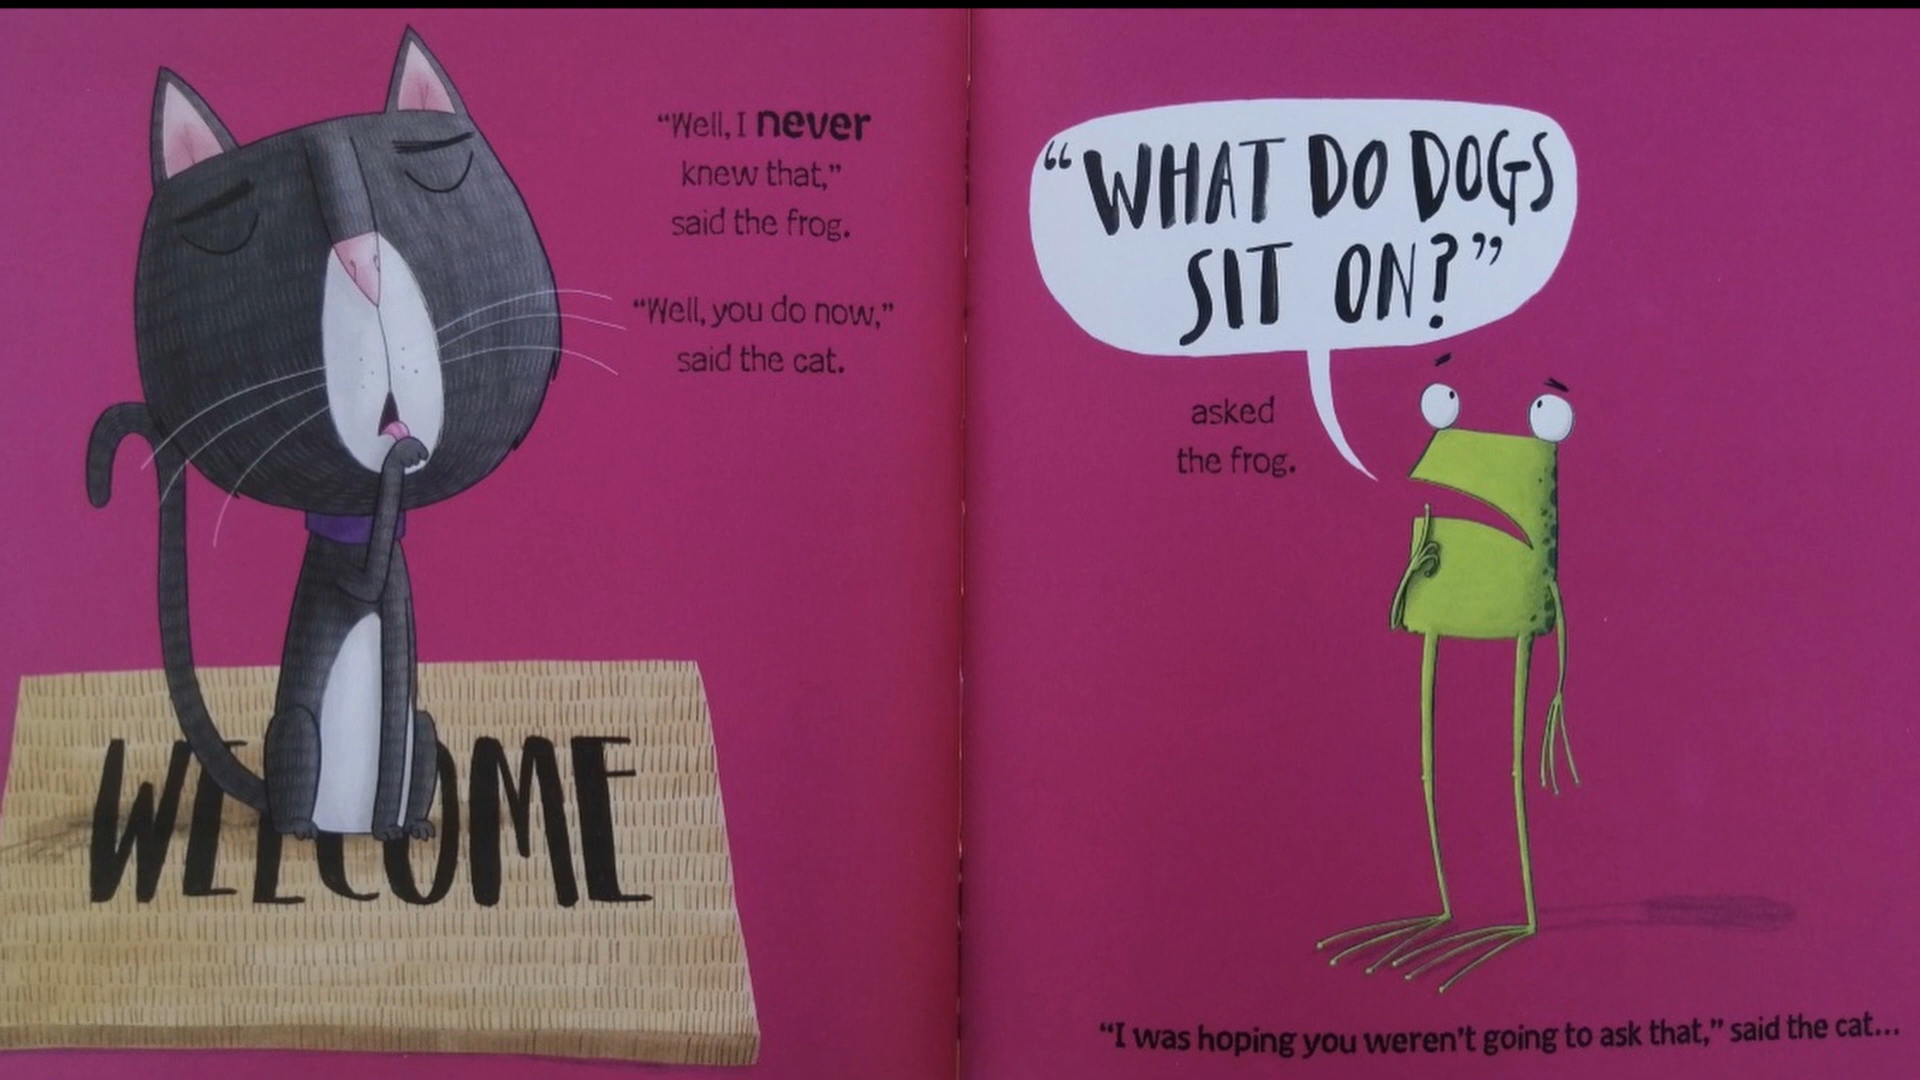 “Well, I never
knew that,”
said the frog.
“Well, you do now,”
said the cat.
WELCOME
“WHAT DO DOGS
SIT ON?”
asked
the frog.
“I was hoping you weren’t going to ask that,” said the cat...